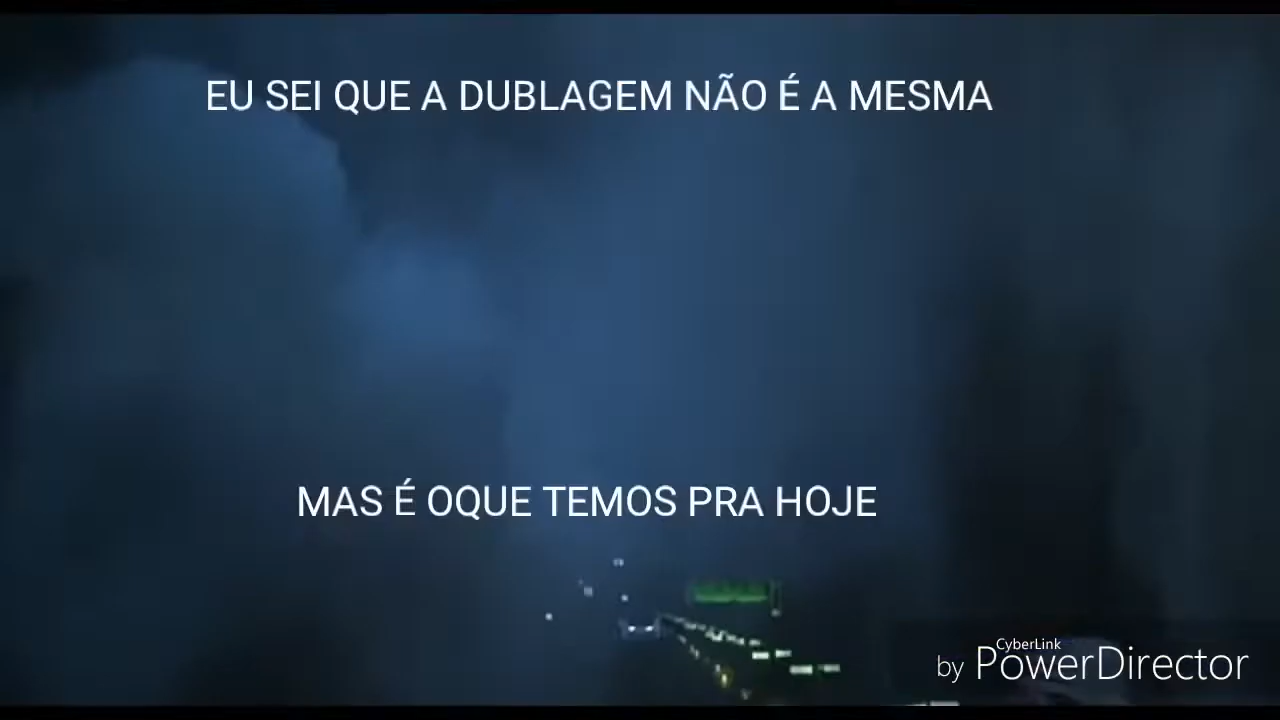 EU SEI QUE A DUBLAGEM NÃO É A MESMA
MAS É OQUE TEMOS PRA HOJE
CyberLink
by PowerDirector